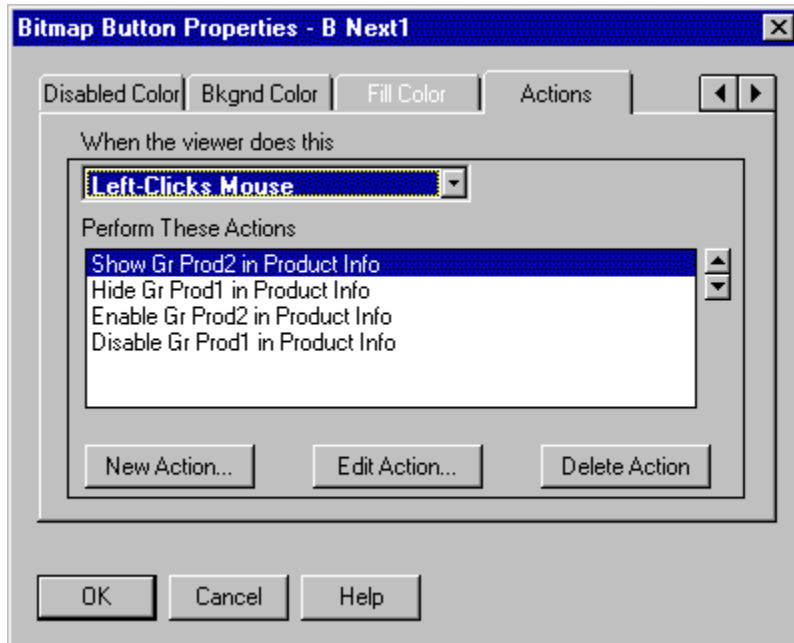 Bitmap Button Properties - B Next1
Disabled Color Bkgnd Color Fill Color Actions
When the viewer does this
Left-Clicks Mouse
Perform These Actions
Show Gr Prod2 in Product Info
Hide Gr Prod1 in Product Info
Enable Gr Prod2 in Product Info
Disable Gr Prod1 in Product Info
New Action... Edit Action... Delete Action
OK Cancel Help